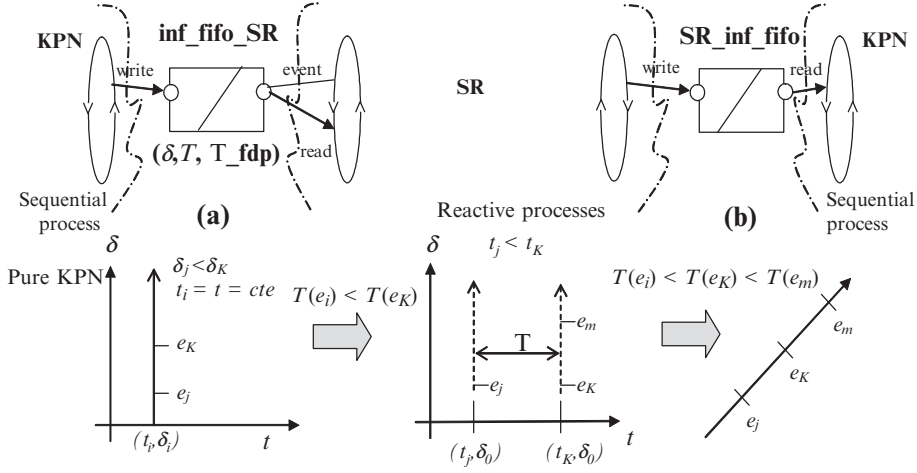 (a)
(b)
KPN
inf_fifo_SR
SR_inf_fifo
KPN
write
event
SR
write
read
read
(δ,T, T_fdp)
Sequential
process
Reactive processes
Sequential
process
Pure KPN
δ
δj<δK
ti = t = cte
eK
ej
(ti,δi)
t
T(ei) < T(eK)
δ
tj < tK
em
T
ej
eK
(tj,δ0)
(tK,δ0)
t
T(ei) < T(eK) < T(em)
em
eK
ej